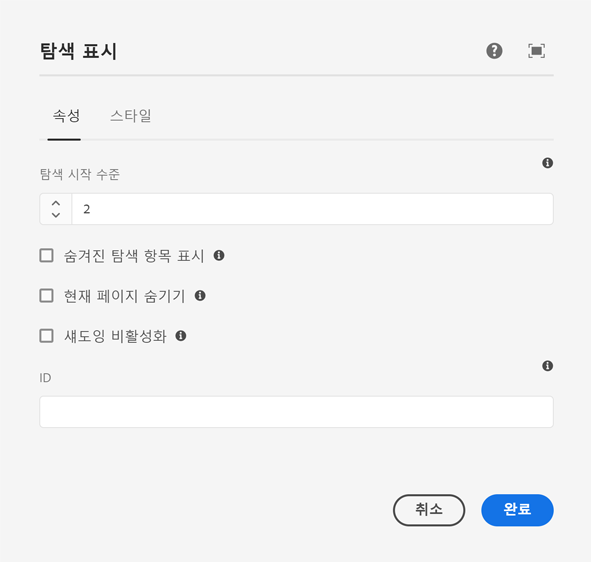 탐색 표시
속성 스타일
탐색 시작 수준
2
숨겨진 탐색 항목 표시
현재 페이지 숨기기
섀도잉 비활성화
ID
취소 완료